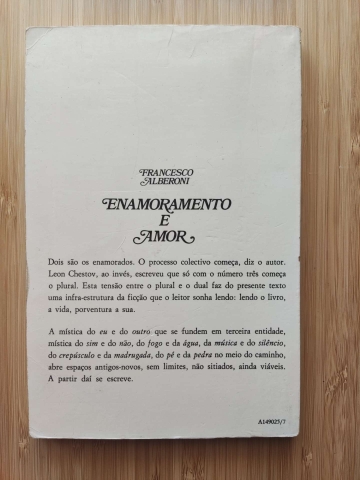 FRANCESCO
ALBERONI
ENAMORAMENTO
E
AMOR
Dois são os enamorados. O processo colectivo começa, diz o autor.
Leon Chestov, ao invés, escreveu que só com o número três começa
o plural. Esta tensão entre o plural e o dual faz do presente texto
uma infra-estrutura da ficção que o leitor sonha lendo: lendo o livro,
a vida, porventura a sua.
A mística do eu e do outro que se fundem em terceira entidade,
mística do sim e do não, do fogo e da água, da música e do silêncio,
do crepúsculo e da madrugada, do pé e da pedra no meio do caminho,
abre espaços antigos-novos, sem limites, não sitiados, ainda viáveis.
A partir daí se escreve.
A149025/7